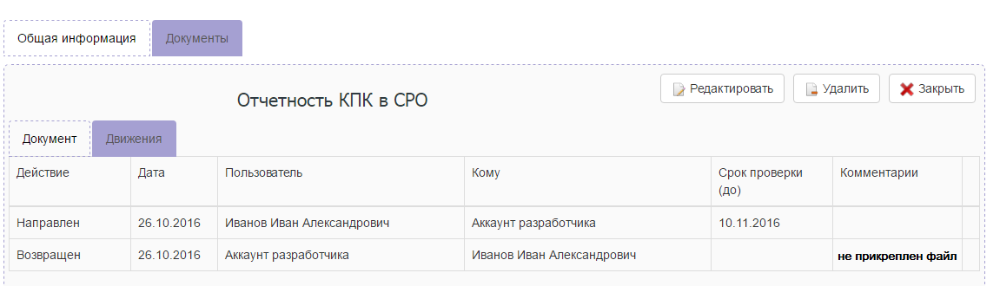 Общая информация Документы
Редактировать Удалить Закрыть
Отчетность КПК в СРО
Документ Движения
Действие Дата Пользователь Кому Срок проверки Комментарии
(до)
Направлен 26.10.2016 Иванов Иван Александрович Аккаунт разработчика 10.11.2016
Возвращен 26.10.2016 Аккаунт разработчика Иванов Иван Александрович не прикреплен файл